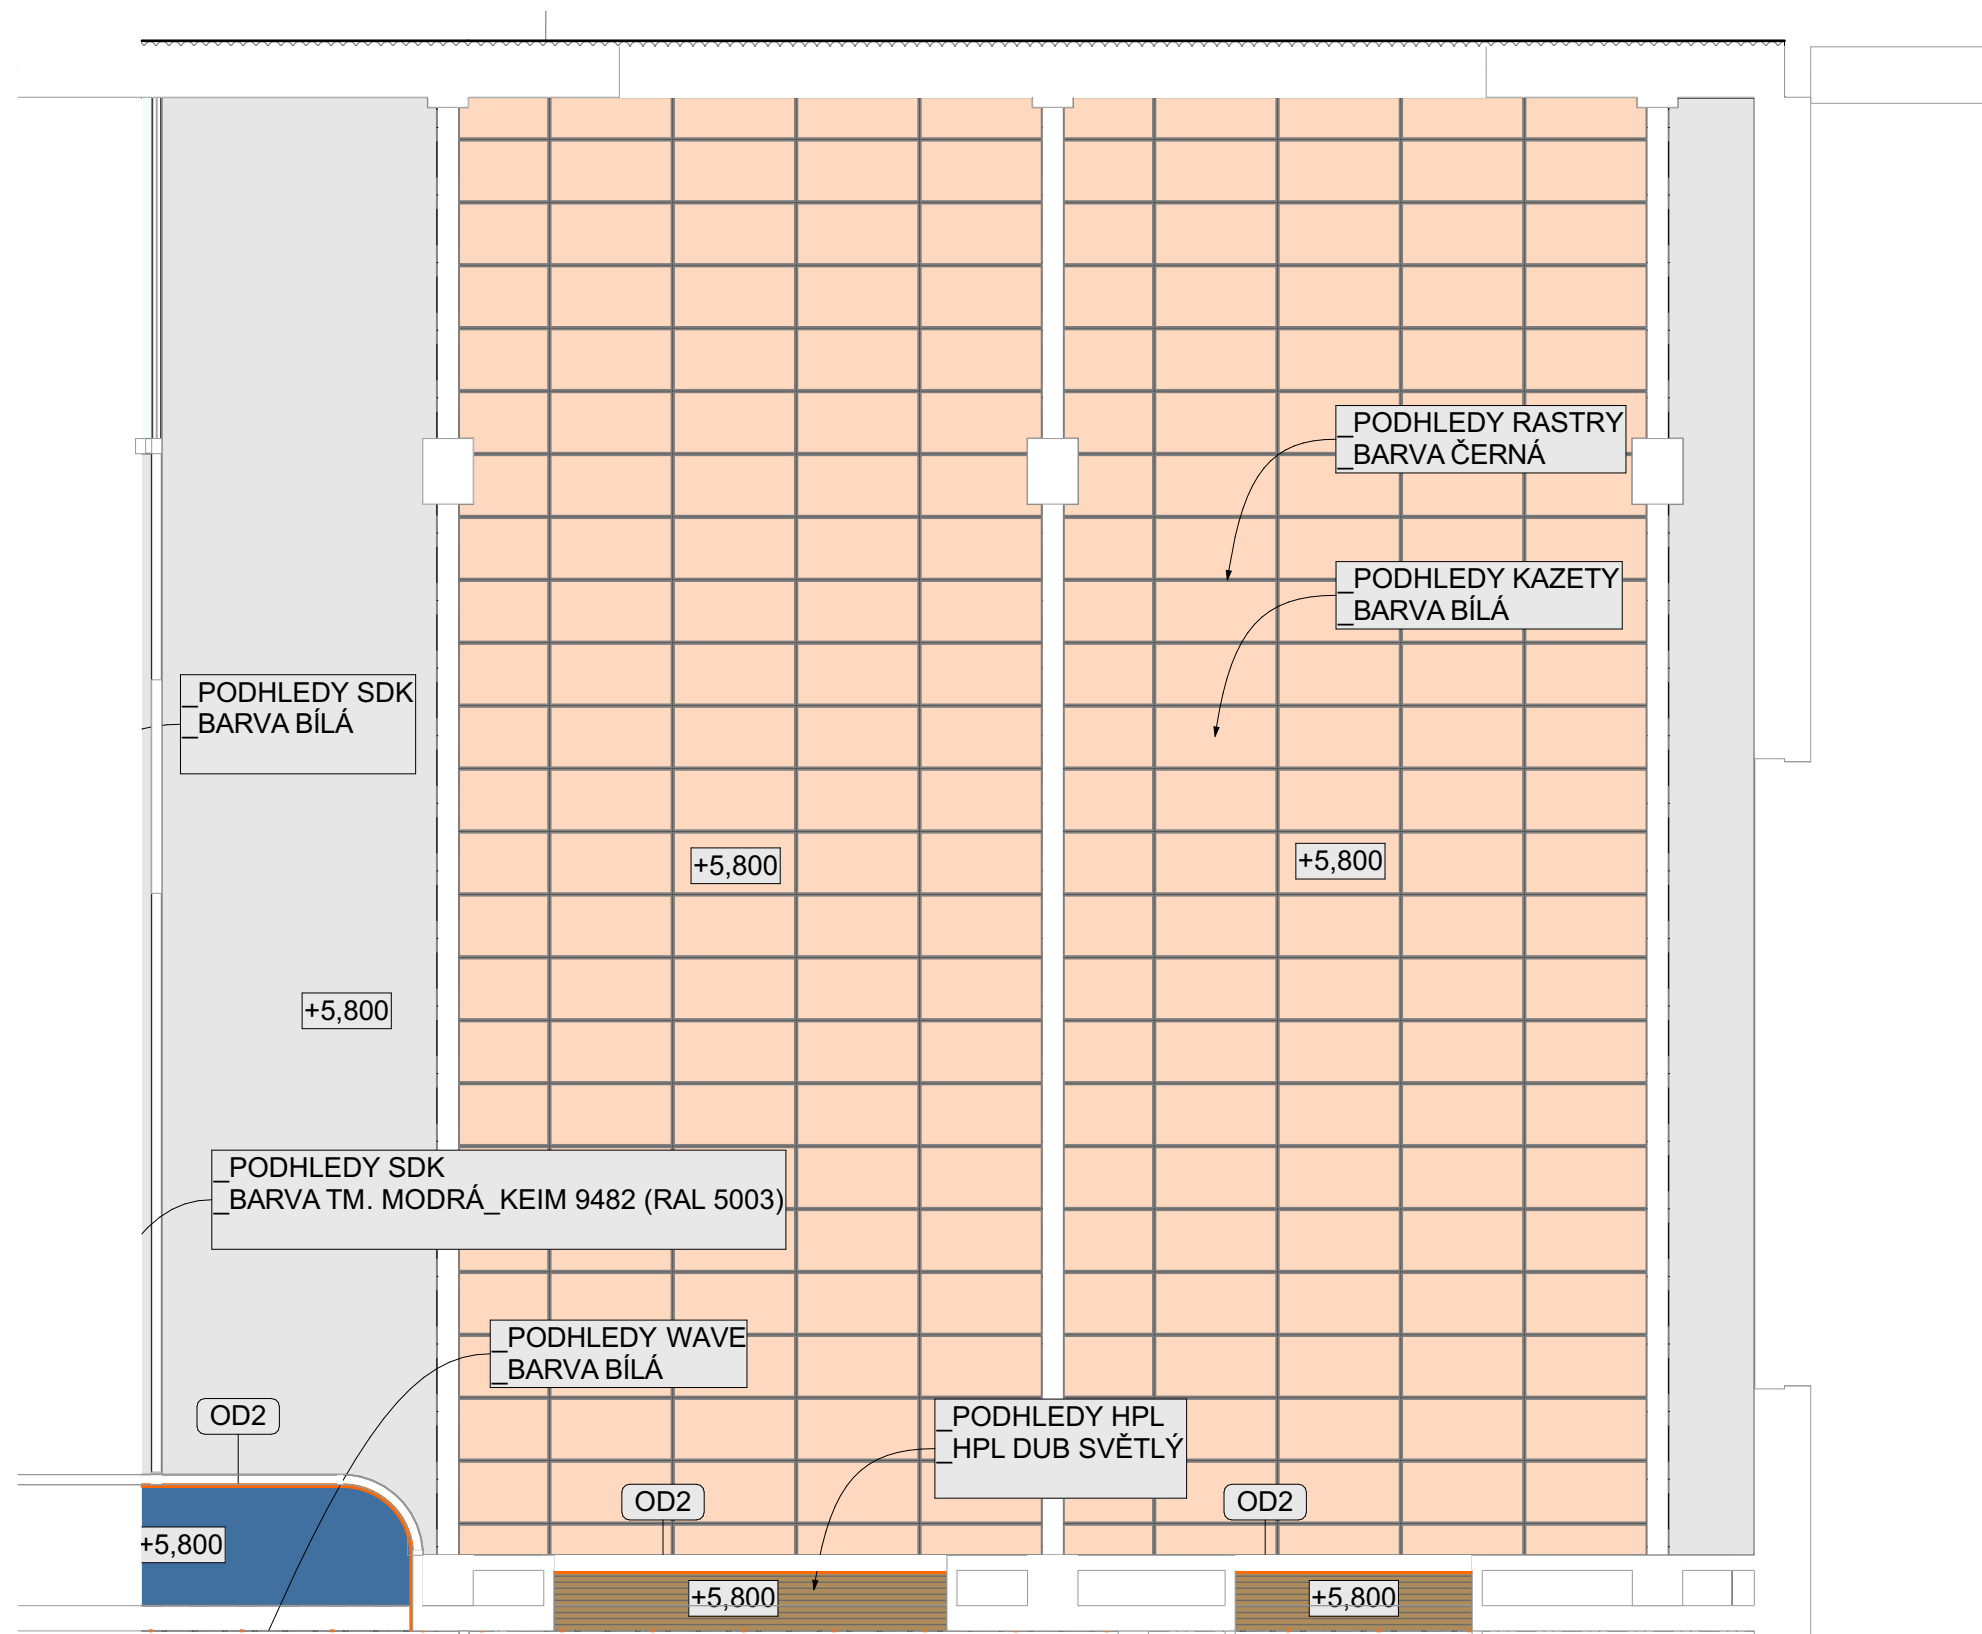 _PODHLEDY RASTRY
_BARVA ČERNÁ
_PODHLEDY KAZETY
_BARVA BÍLÁ
_PODHLEDY SDK
_BARVA BÍLÁ
+5,800
+5,800
+5,800
_PODHLEDY SDK
_BARVA TM. MODRÁ_KEIM 9482 (RAL 5003)
_PODHLEDY WAVE
_BARVA BÍLÁ
OD2
_PODHLEDY HPL
_HPL DUB SVĚTLÝ
OD2
OD2
+5,800
+5,800
+5,800